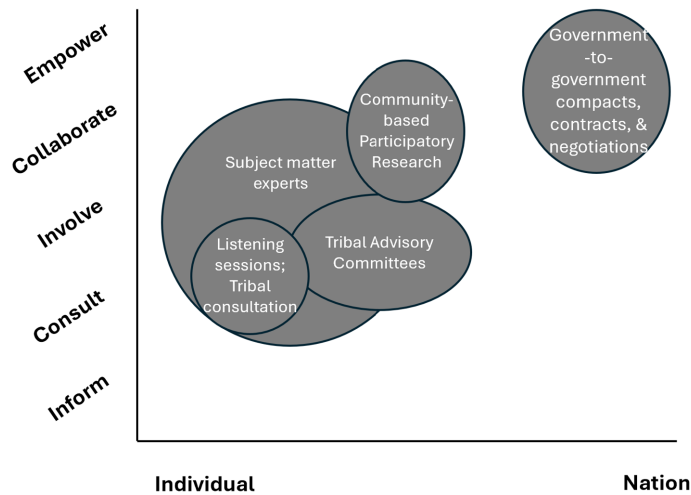 Empower
Collaborate
Involve
Consult
Inform
Government
-to-
government
compacts,
contracts, &
negotiations
Community-
based
Participatory
Research
Subject matter
experts
Tribal Advisory
Committees
Listening
sessions;
Tribal
consultation
Individual
Nation